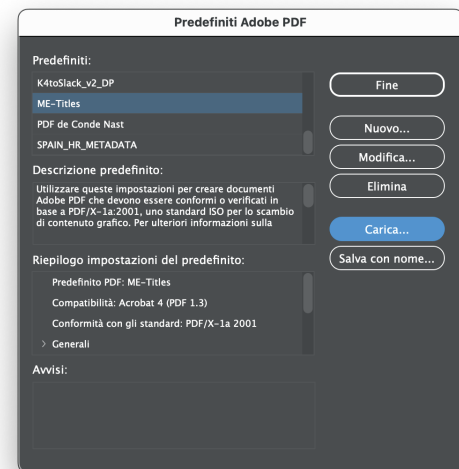 Predefiniti Adobe PDF
Predefiniti:
K4toSlack_v2_DP
ME-Titles
PDF de Conde Nast
SPAIN_HR_METADATA
Fine
Nuovo...
Modifica...
Elimina
Carica...
Salva con nome...
Descrizione predefinito:
Utilizzare queste impostazioni per creare documenti
Adobe PDF che devono essere conformi o verificati in
base a PDF/X-1a:2001, uno standard ISO per lo scambio
di contenuto grafico. Per ulteriori informazioni sulla
Riepilogo impostazioni del predefinito:
Predefinito PDF: ME-Titles
Compatibilità: Acrobat 4 (PDF 1.3)
Conformità con gli standard: PDF/X-1a 2001
Generali
Avvisi: